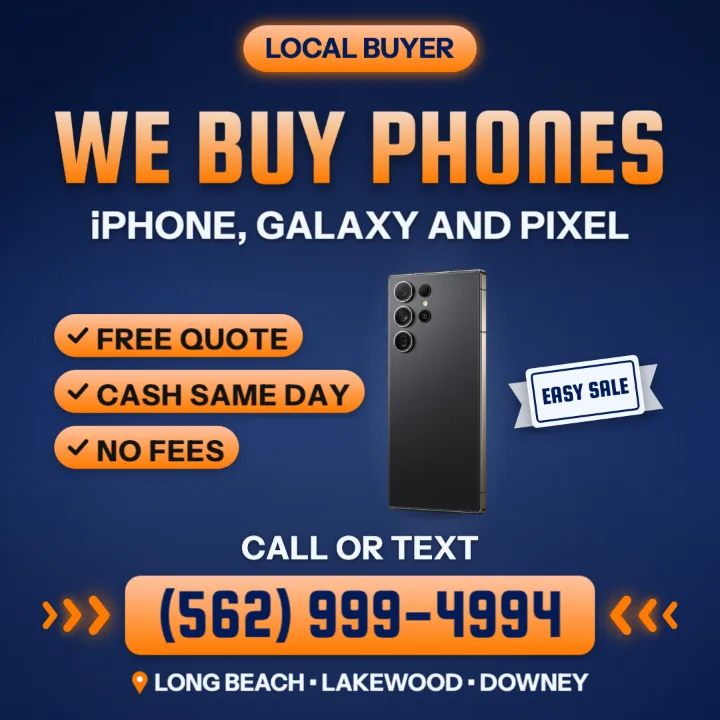 LOCAL BUYER
WE BUY PHONES
iPHONE, GALAXY AND PIXEL
✓ FREE QUOTE
✓ CASH SAME DAY
✓ NO FEES
EASY SALE
CALL OR TEXT
(562) 999-4994
LONG BEACH ▪ LAKEWOOD ▪ DOWNEY